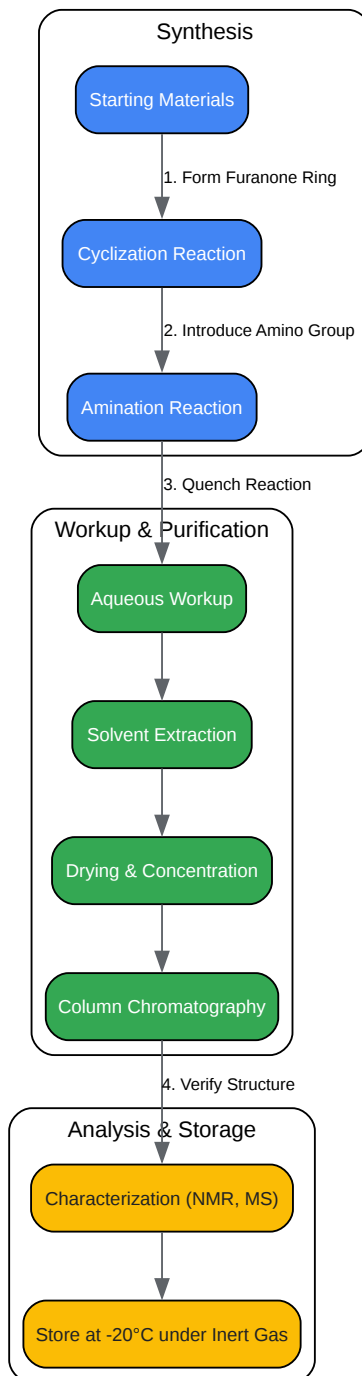 Synthesis
Starting Materials
1. Form Furanone Ring
Cyclization Reaction
2. Introduce Amino Group
Amination Reaction
3. Quench Reaction
Workup & Purification
Aqueous Workup
Solvent Extraction
Drying & Concentration
Column Chromatography
4. Verify Structure
Analysis & Storage
Characterization (NMR, MS)
Store at -20°C under Inert Gas